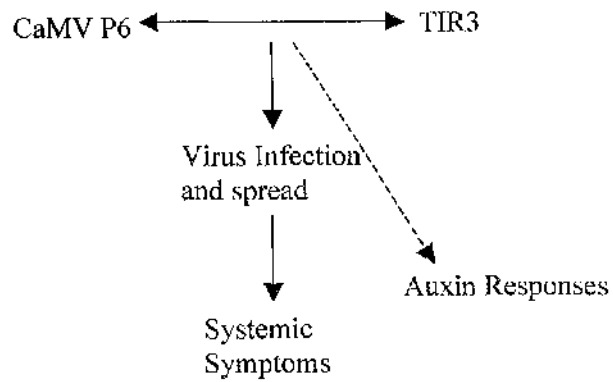 CaMV P6
TIR3
Virus Infection
and spread
Auxin Responses
Systemic
Symptoms